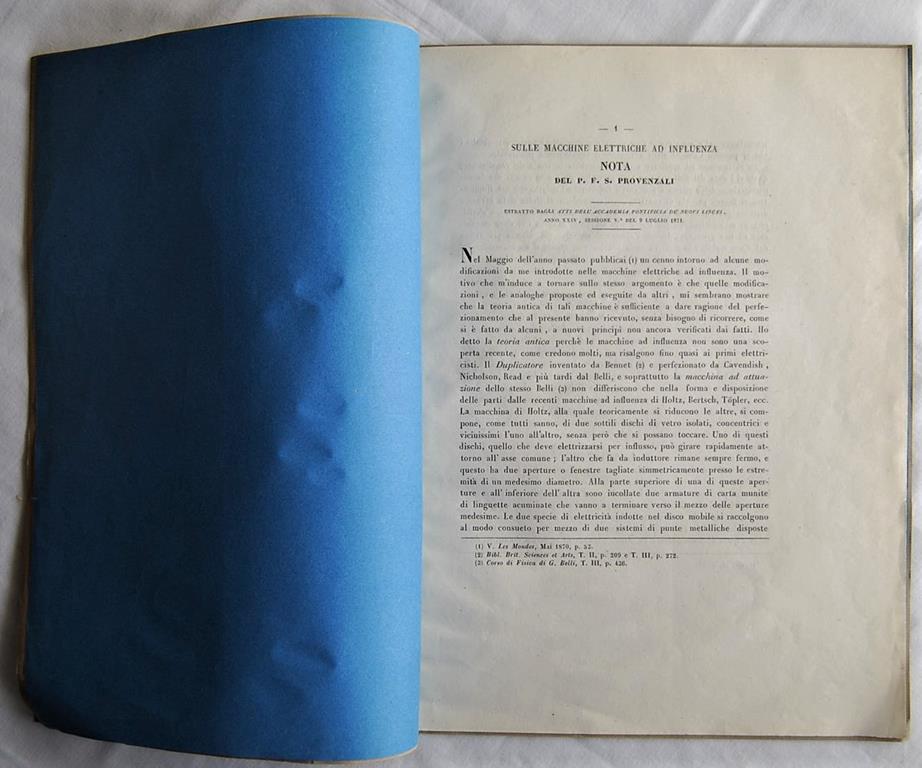 — 1 —
SULLE MACCHINE ELETTRICHE AD INFLUENZA
NOTA
DEL P. F. S. PROVENZALI
ESTRATTO DAGLI ATTI DELL'ACCADEMIA PONTIFICIA DE' NUOVI LINCEI,
ANNO XXIV, SESSIONE V.ª DEL 9 LUGLIO 1871.
Nel Maggio dell'anno passato pubblicai (1) un cenno intorno ad alcune mo-
dificazioni da me introdotte nelle macchine elettriche ad influenza. Il mo-
tivo che m'induce a tornare sullo stesso argomento è che quelle modifica-
zioni, e le analoghe proposte ed eseguite da altri, mi sembrano mostrare
che la teoria antica di tali macchine è sufficiente a dare ragione del perfe-
zionamento che al presente hanno ricevuto, senza bisogno di ricorrere, come
si è fatto da alcuni, a nuovi principi non ancora verificati dai fatti. Ho
detto la teoria antica perchè le macchine ad influenza non sono una sco-
perta recente, come credono molti, ma risalgono fino quasi ai primi elettri-
cisti. Il Duplicatore inventato da Bennet (2) e perfezionato da Cavendish,
Nicholson, Read e più tardi dal Belli, e soprattutto la macchina ad attua-
zione dello stesso Belli (3) non differiscono che nella forma e disposizione
delle parti dalle recenti macchine ad influenza di Holtz, Bertsch, Töpler, ecc.
La macchina di Holtz, alla quale teoricamente si riducono le altre, si com-
pone, come tutti sanno, di due sottili dischi di vetro isolati, concentrici e
vicinissimi l'uno all'altro, senza però che si possano toccare. Uno di questi
dischi, quello che deve elettrizzarsi per influsso, può girare rapidamente at-
torno all'asse comune; l'altro che fa da induttore rimane sempre fermo, e
questo ha due aperture o fenestre tagliate simmetricamente presso le estre-
mità di un medesimo diametro. Alla parte superiore di una di queste aper-
ture e all'inferiore dell'altra sono incollate due armature di carta munite
di linguette acuminate che vanno a terminare verso il mezzo delle aperture
medesime. Le due specie di elettricità indotte nel disco mobile si raccolgono
al modo consueto per mezzo di due sistemi di punte metalliche disposte
(1) V. Les Mondes, Mai 1870, p. 53.
(2) Bibl. Brit. Sciences et Arts, T. II, p. 209 e T. III, p. 272.
(3) Corso di Fisica di G. Belli, T. III, p. 436.